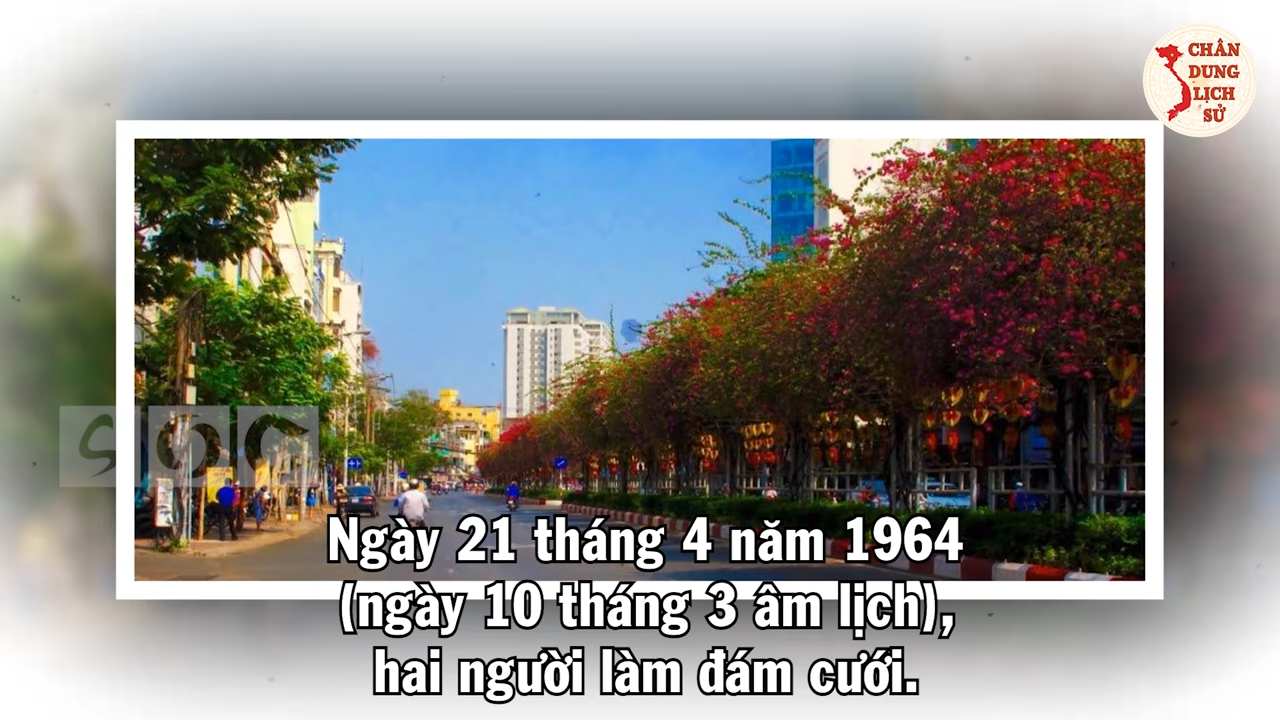 CHÂN
DUNG
LỊCH
SỬ
Ngày 21 tháng 4 năm 1964
(ngày 10 tháng 3 âm lịch),
hai người làm đám cưới.